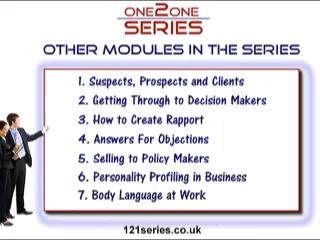 ONE2ONE
SERIES
OTHER MODULES IN THE SERIES
1. Suspects, Prospects and Clients
2. Getting Through to Decision Makers
3. How to Create Rapport
4. Answers For Objections
5. Selling to Policy Makers
6. Personality Profiling in Business
7. Body Language at Work
121series.co.uk